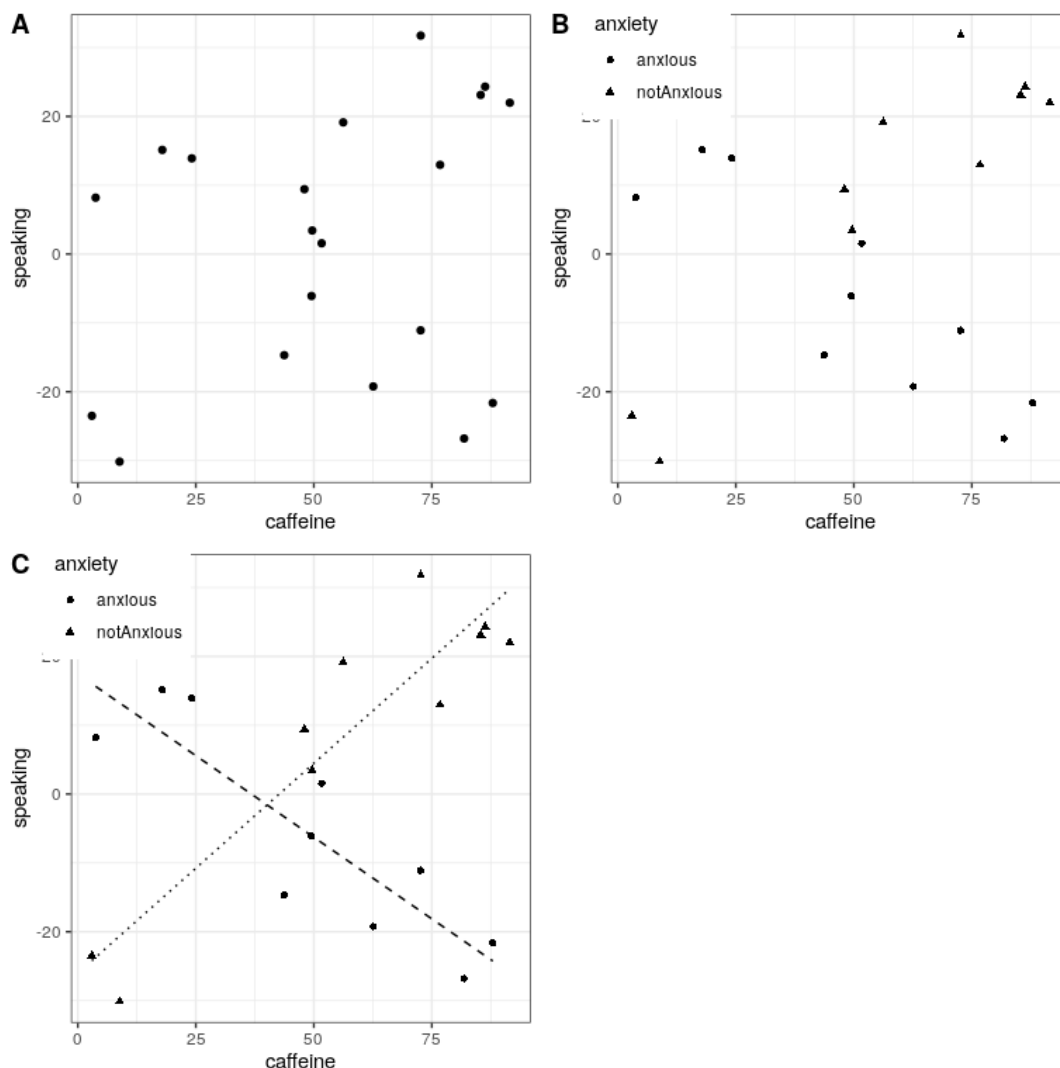 A
speaking
20
0
-20
0
25
50
75
caffeine
B
anxiety
anxious
notAnxious
speaking
0
-20
0
25
50
75
caffeine
C
anxiety
anxious
notAnxious
speaking
0
-20
0
25
50
75
caffeine